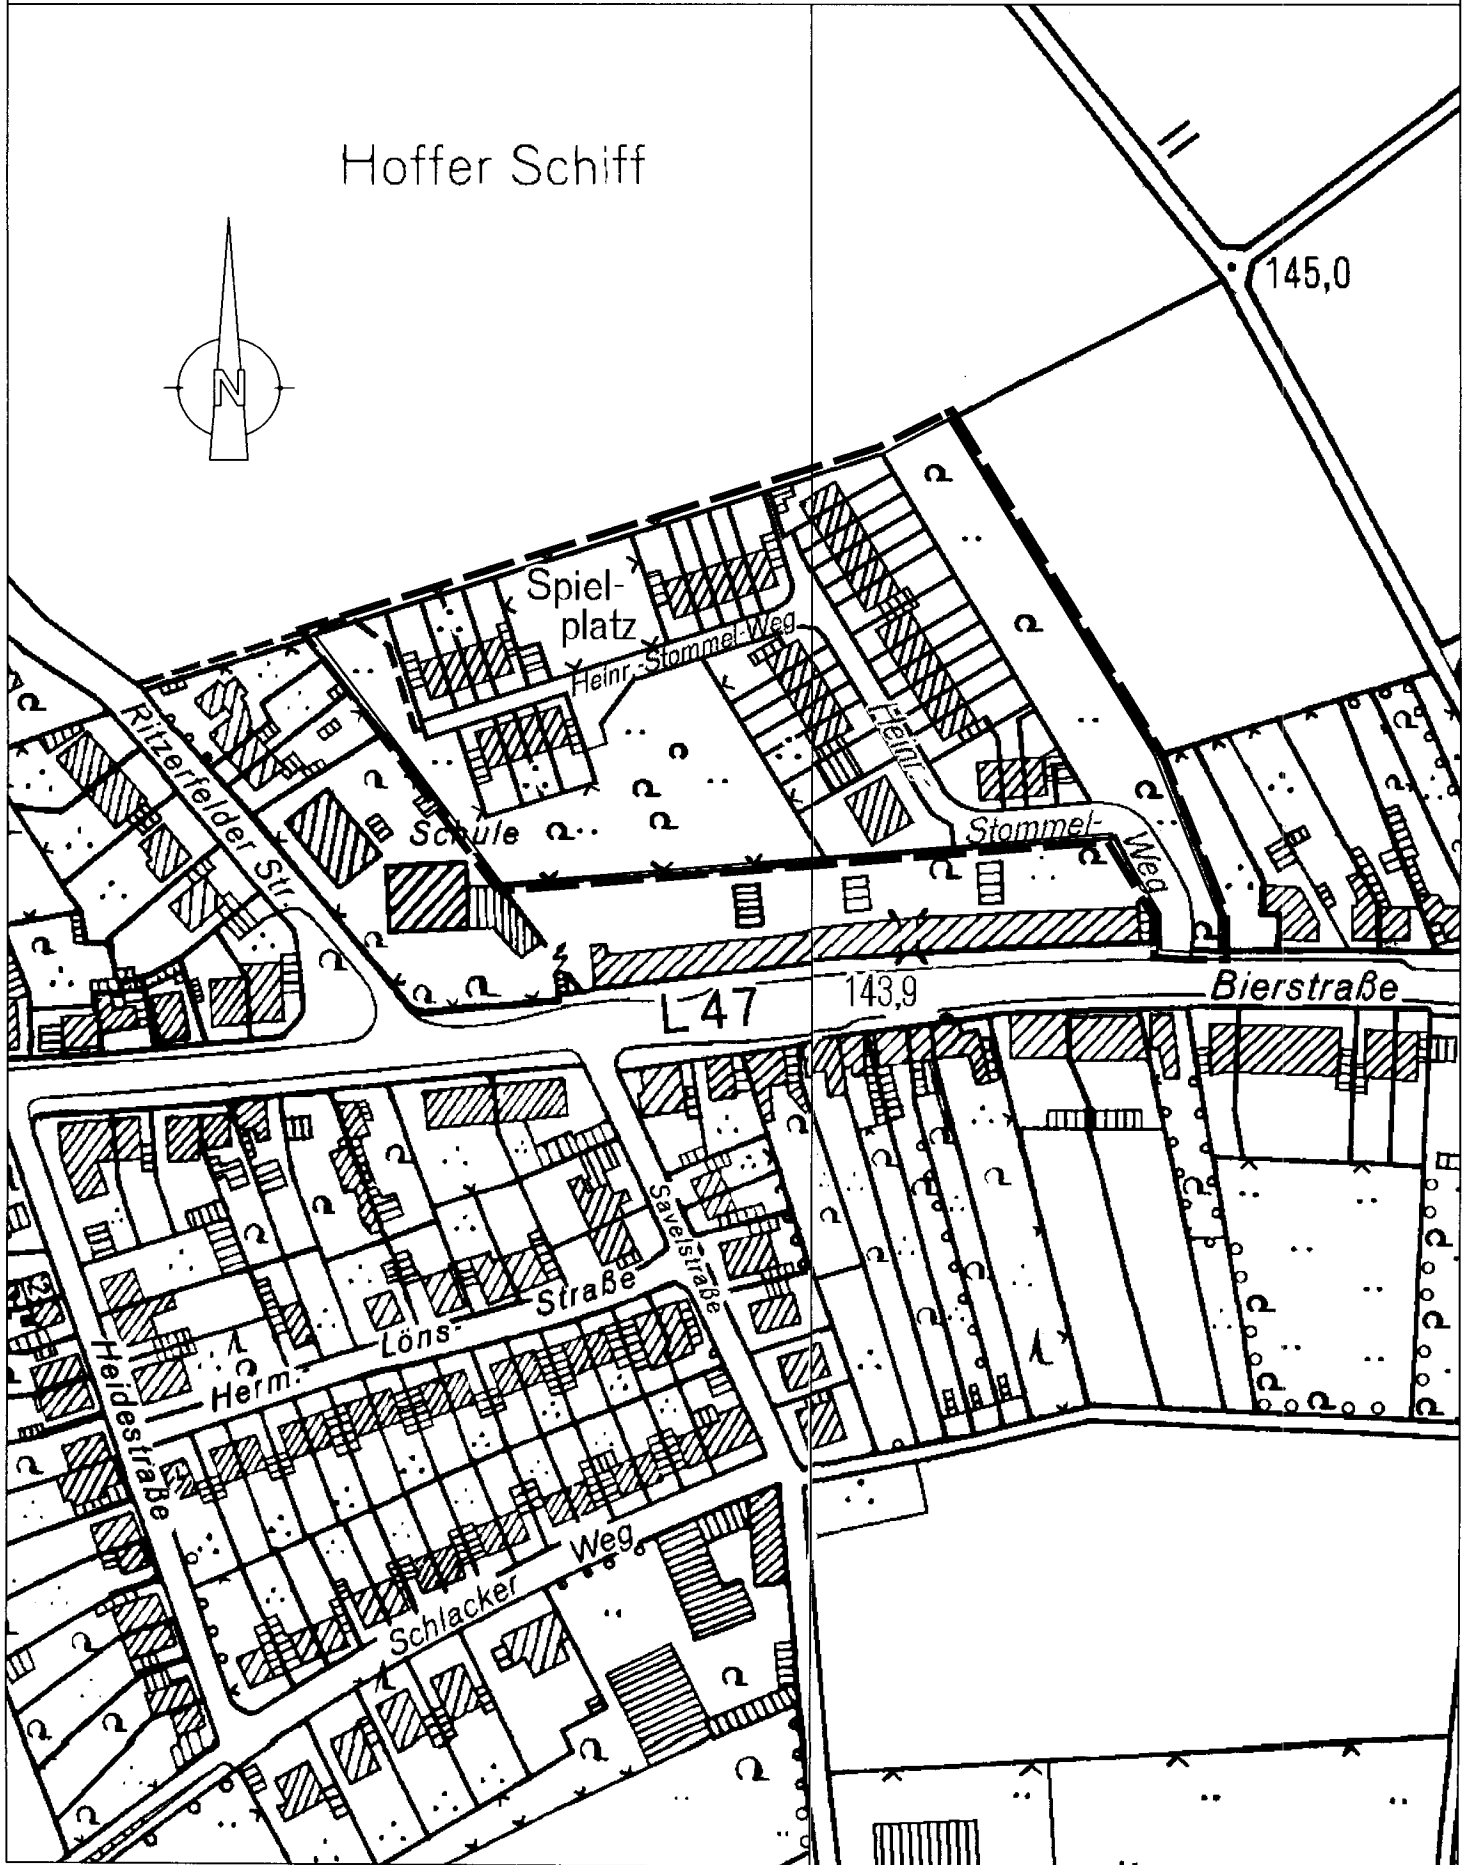 Hoffer Schiff
N
145,0
Spiel-
platz
Heinr.-Stommel-Weg
Ritzerfelder Str.
Heinr.-
Stommel-
Weg
Schule
L 47
143,9
Bierstraße
Savelstraße
Herm.- Löns- Straße
Heidestraße
Schlacker Weg